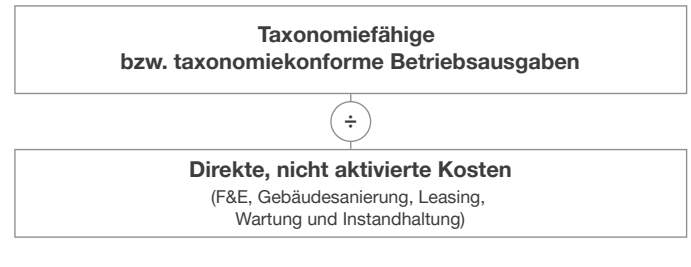 Taxonomiefähige
bzw. taxonomiekonforme Betriebsausgaben
÷
Direkte, nicht aktivierte Kosten
(F&E, Gebäudesanierung, Leasing,
Wartung und Instandhaltung)